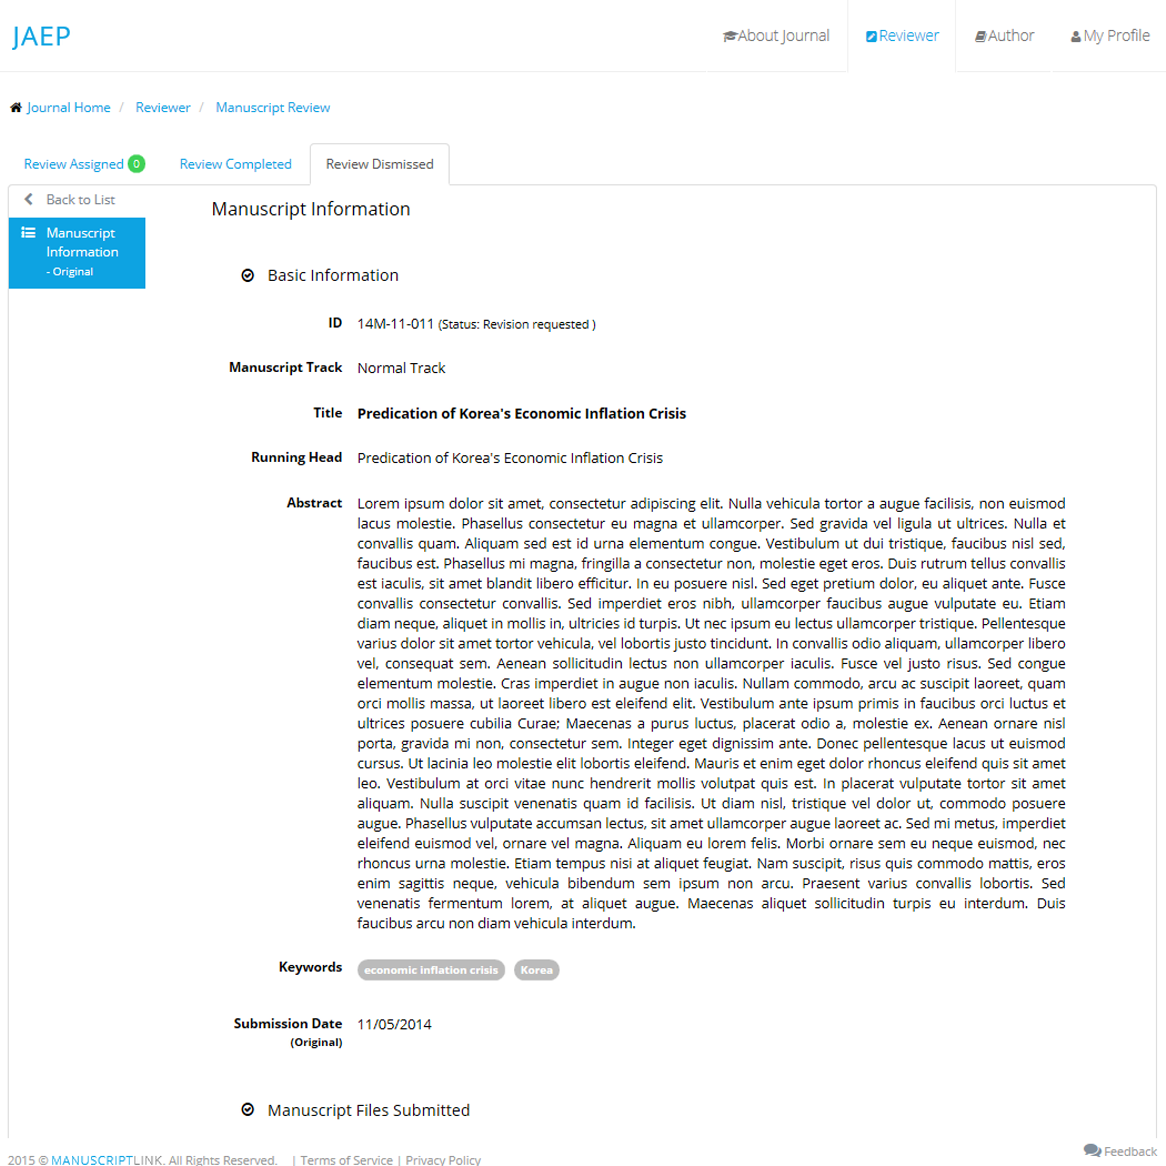 JAEP
About Journal
Reviewer
Author
My Profile
Journal Home / Reviewer / Manuscript Review
Review Assigned 0
Review Completed
Review Dismissed
Back to List
Manuscript
Information
- Original
Manuscript Information
Basic Information
ID 14M-11-011 (Status: Revision requested )
Manuscript Track Normal Track
Title Predication of Korea's Economic Inflation Crisis
Running Head Predication of Korea's Economic Inflation Crisis
Abstract Lorem ipsum dolor sit amet, consectetur adipiscing elit. Nulla vehicula tortor a augue facilisis, non euismod
lacus molestie. Phasellus consectetur eu magna et ullamcorper. Sed gravida vel ligula ut ultrices. Nulla et
convallis quam. Aliquam sed est id urna elementum congue. Vestibulum ut dui tristique, faucibus nisl sed,
faucibus est. Phasellus mi magna, fringilla a consectetur non, molestie eget eros. Duis rutrum tellus convallis
est iaculis, sit amet blandit libero efficitur. In eu posuere nisl. Sed eget pretium dolor, eu aliquet ante. Fusce
convallis consectetur convallis. Sed imperdiet eros nibh, ullamcorper faucibus augue vulputate eu. Etiam
diam neque, aliquet in mollis in, ultricies id turpis. Ut nec ipsum eu lectus ullamcorper tristique. Pellentesque
varius dolor sit amet tortor vehicula, vel lobortis justo tincidunt. In convallis odio aliquam, ullamcorper libero
vel, consequat sem. Aenean sollicitudin lectus non ullamcorper iaculis. Fusce vel justo risus. Sed congue
elementum molestie. Cras imperdiet in augue non iaculis. Nullam commodo, arcu ac suscipit laoreet, quam
orci mollis massa, ut laoreet libero est eleifend elit. Vestibulum ante ipsum primis in faucibus orci luctus et
ultrices posuere cubilia Curae; Maecenas a purus luctus, placerat odio a, molestie ex. Aenean ornare nisl
porta, gravida mi non, consectetur sem. Integer eget dignissim ante. Donec pellentesque lacus ut euismod
cursus. Ut lacinia leo molestie elit lobortis eleifend. Mauris et enim eget dolor rhoncus eleifend quis sit amet
leo. Vestibulum at orci vitae nunc hendrerit mollis volutpat quis est. In placerat vulputate tortor sit amet
aliquam. Nulla suscipit venenatis quam id facilisis. Ut diam nisl, tristique vel dolor ut, commodo posuere
augue. Phasellus vulputate accumsan lectus, sit amet ullamcorper augue laoreet ac. Sed mi metus, imperdiet
eleifend euismod vel, ornare vel magna. Aliquam eu lorem felis. Morbi ornare sem eu neque euismod, nec
rhoncus urna molestie. Etiam tempus nisi at aliquet feugiat. Nam suscipit, risus quis commodo mattis, eros
enim sagittis neque, vehicula bibendum sem ipsum non arcu. Praesent varius convallis lobortis. Sed
venenatis fermentum lorem, at aliquet augue. Maecenas aliquet sollicitudin turpis eu interdum. Duis
faucibus arcu non diam vehicula interdum.
Keywords economic inflation crisis Korea
Submission Date 11/05/2014
(Original)
Manuscript Files Submitted
2015 © MANUSCRIPTLINK. All Rights Reserved. | Terms of Service | Privacy Policy
Feedback